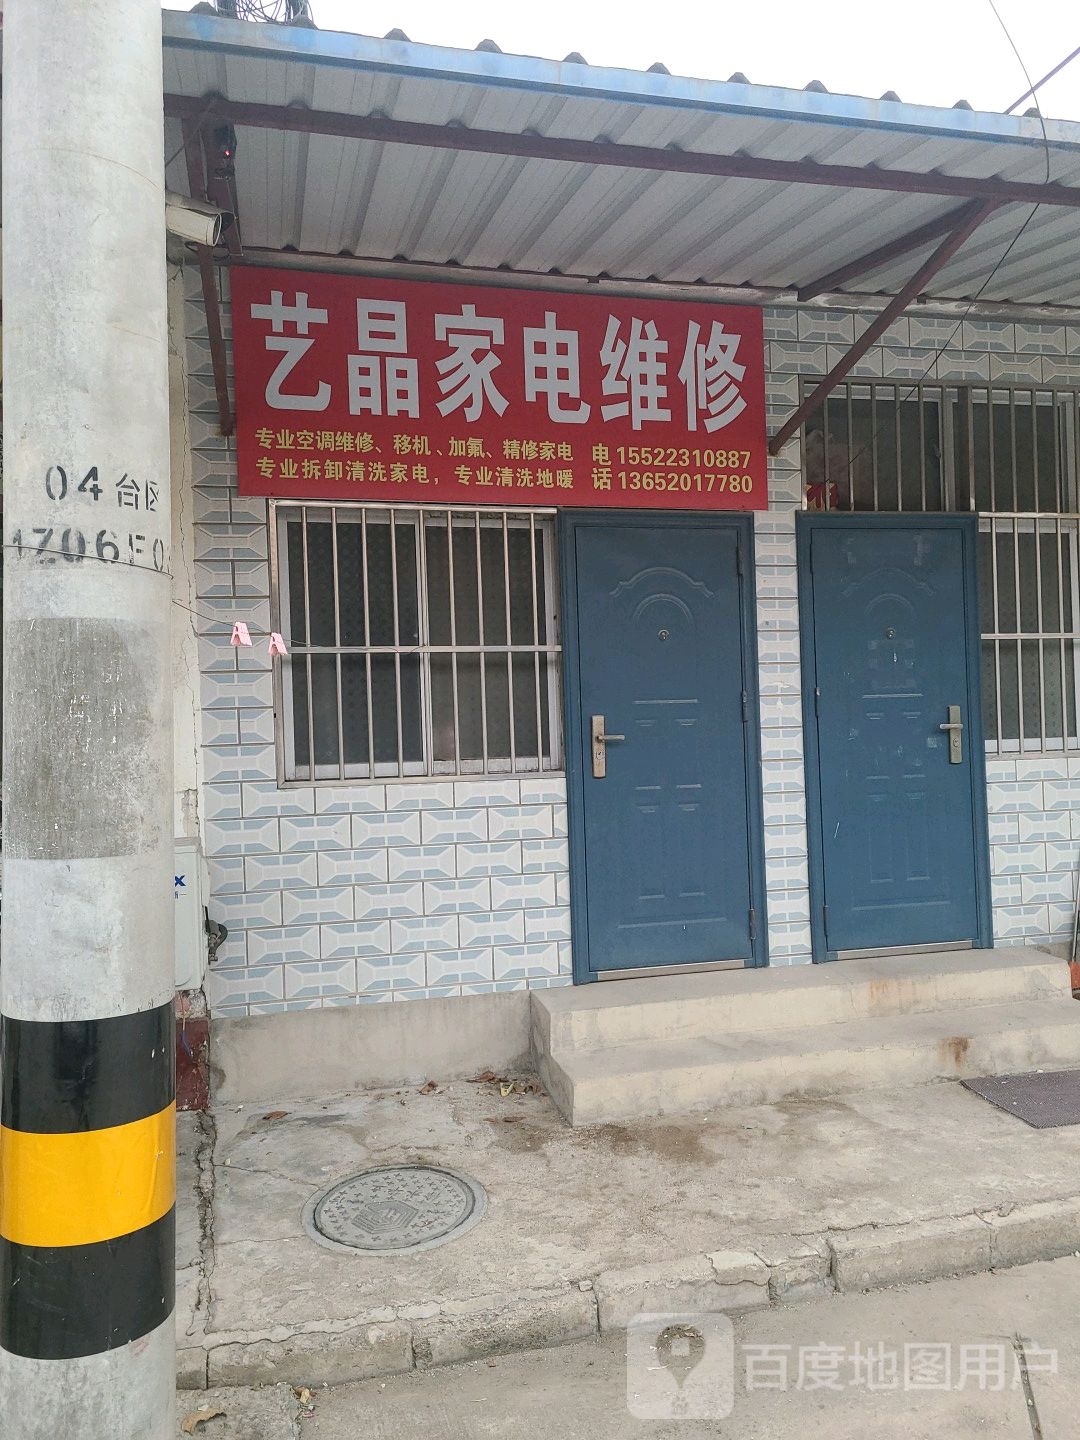 艺晶家电维修
专业空调维修、移机、加氟、精修家电
专业拆卸清洗家电，专业清洗地暖
电话
15522310887
13652017780
04台区
Z06F0
百度地图用户